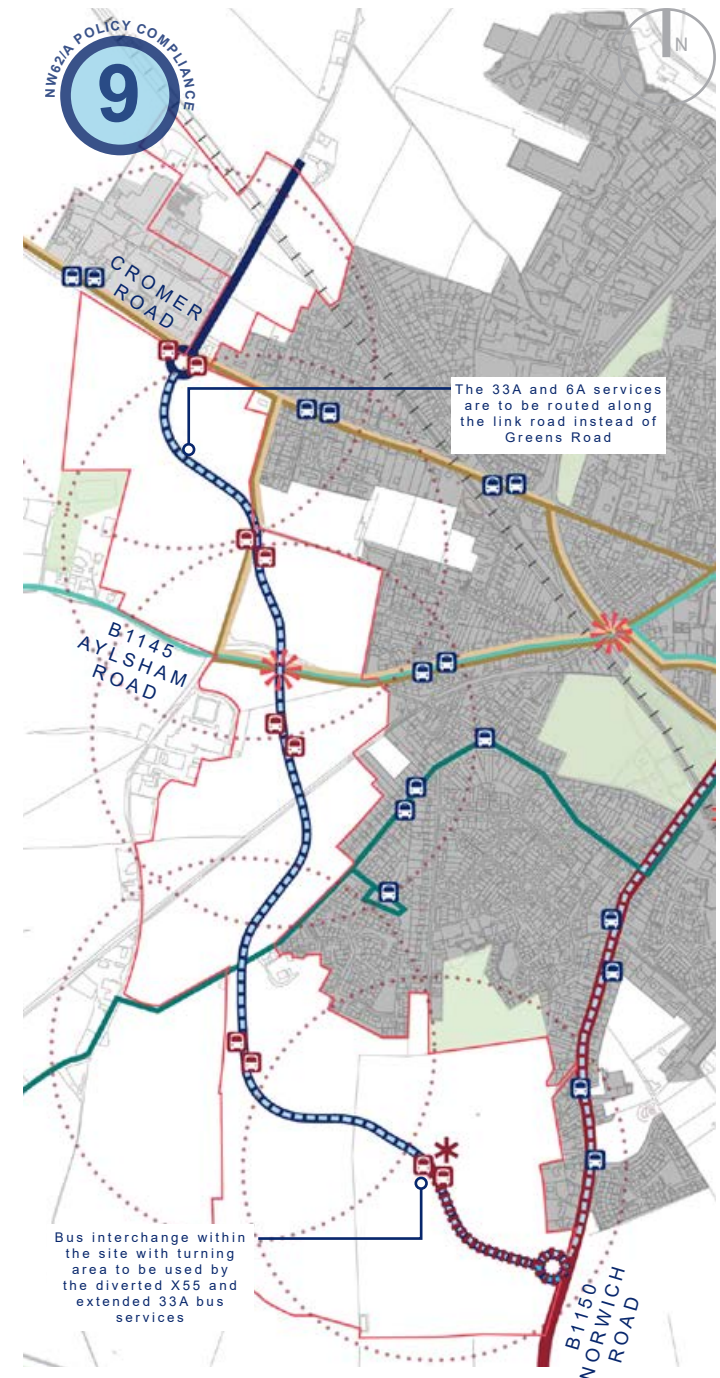 NW62/A POLICY COMPLIANCE
9
N
CROMER
ROAD
The 33A and 6A services
are to be routed along
the link road instead of
Greens Road
B1145
AYLSHAM
ROAD
Bus interchange within
the site with turning
area to be used by
the diverted X55 and
extended 33A bus
services
B1150
NORWICH
ROAD